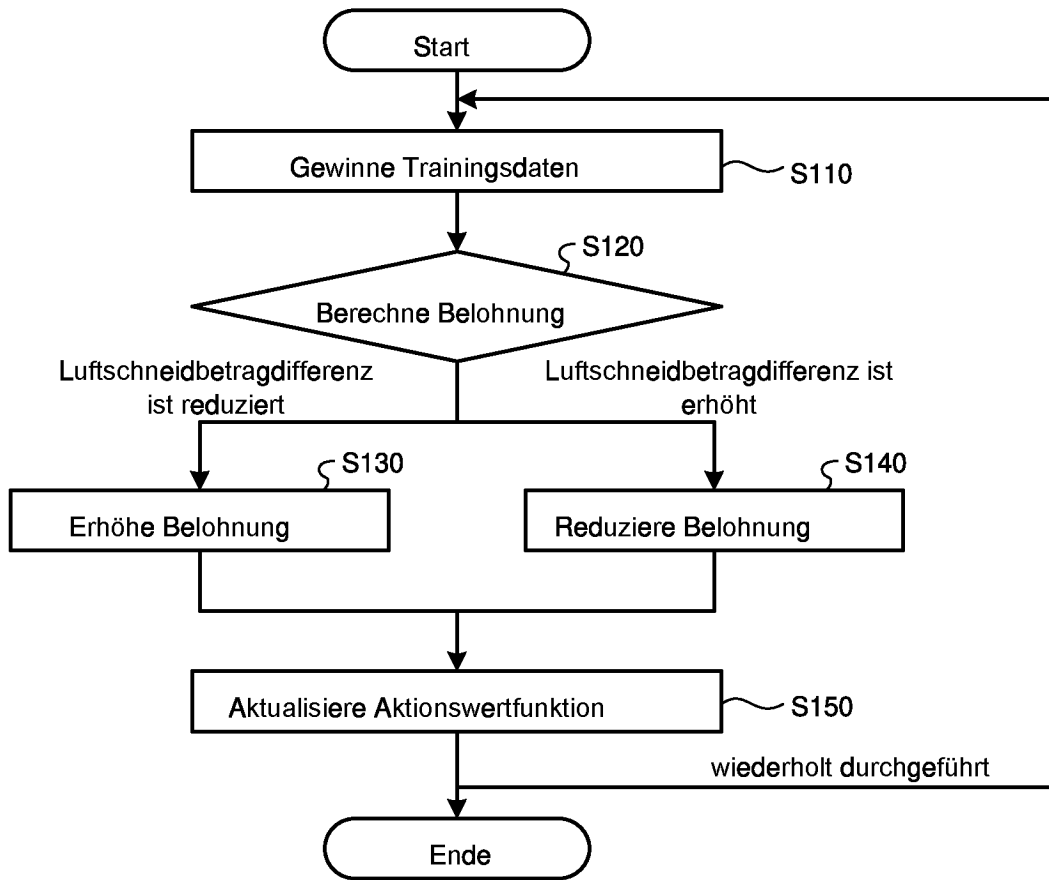 Start
Gewinne Trainingsdaten
S110
S120
Berechne Belohnung
Luftschneidbetragdifferenz
ist reduziert
Luftschneidbetragdifferenz ist
erhöht
S130
S140
Erhöhe Belohnung
Reduziere Belohnung
Aktualisiere Aktionswertfunktion
S150
wiederholt durchgeführt
Ende